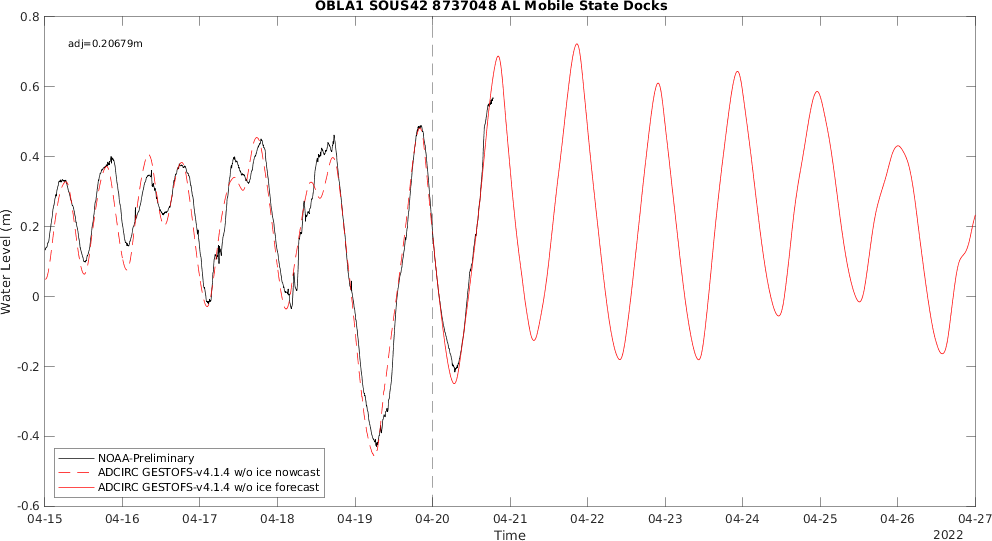 OBLA1 SOUS42 8737048 AL Mobile State Docks
adj=0.20679m
Water Level (m)
0.8
0.6
0.4
0.2
0
-0.2
-0.4
-0.6
NOAA-Preliminary
ADCIRC GESTOFS-v4.1.4 w/o ice nowcast
ADCIRC GESTOFS-v4.1.4 w/o ice forecast
04-15 04-16 04-17 04-18 04-19 04-20 04-21 04-22 04-23 04-24 04-25 04-26 04-27
Time
2022